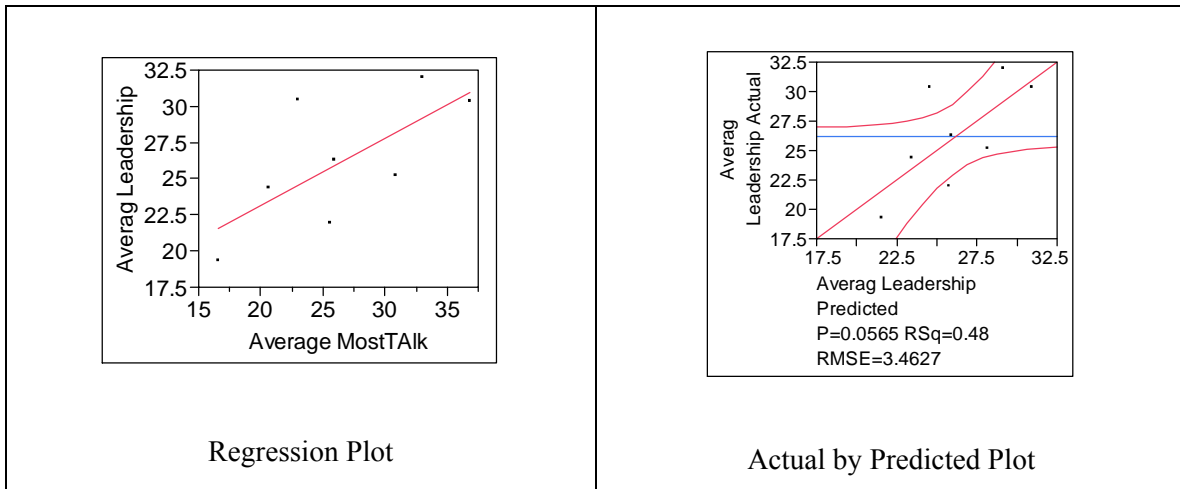 Averag Leadership
32.5
30
27.5
25
22.5
20
17.5
15 20 25 30 35
Average MostTAlk
Regression Plot
Averag
Leadership Actual
32.5
30
27.5
25
22.5
20
17.5
17.5 22.5 27.5 32.5
Averag Leadership
Predicted
P=0.0565 RSq=0.48
RMSE=3.4627
Actual by Predicted Plot